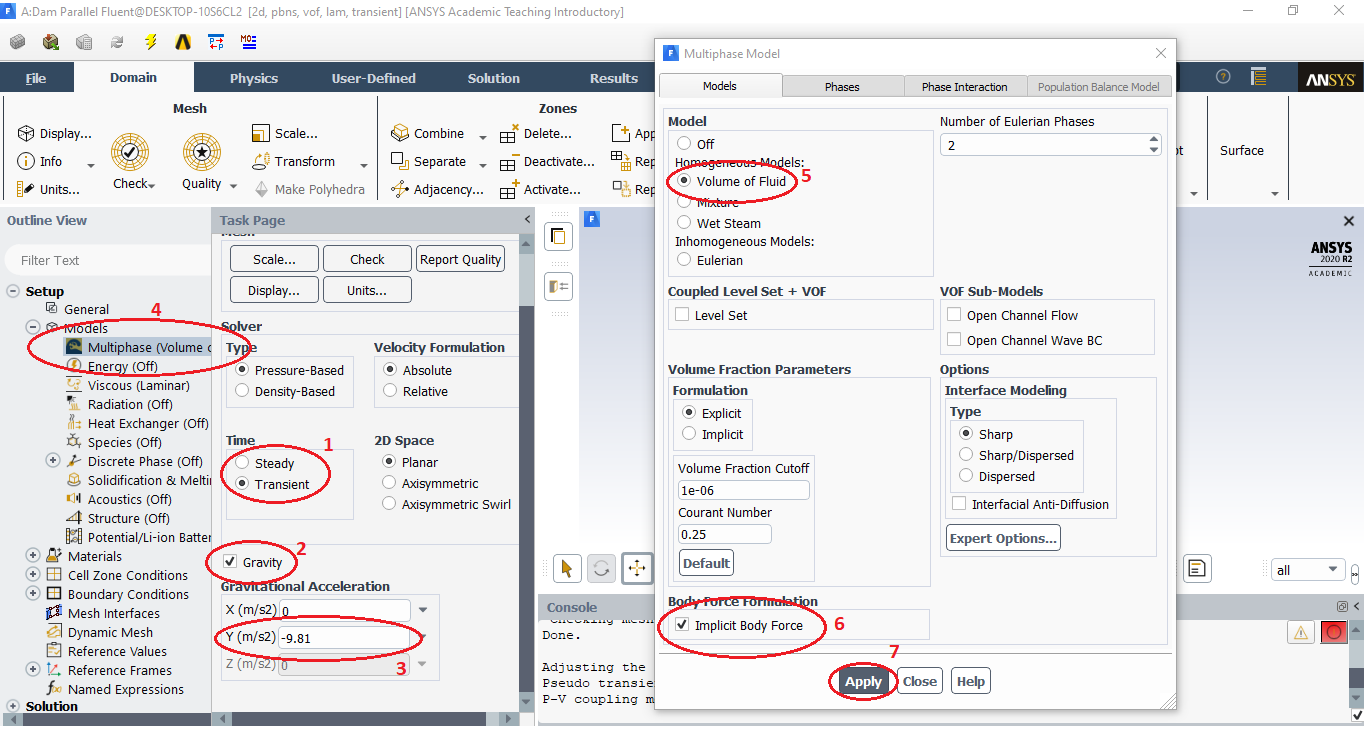 A:Dam Parallel Fluent@DESKTOP-10S6CL2 [2d, pbns, vof, lam, transient] [ANSYS Academic Teaching Introductory]
File Domain Physics User-Defined Solution Results
ANSYS
Mesh
Display...
Info
Units...
Check
Quality
Scale...
Transform
Make Polyhedra
Zones
Combine
Separate
Adjacency...
Delete...
Deactivate...
Activate...
Surface
Outline View
Filter Text
Setup
General
4
Models
Multiphase (Volume
Energy (Off)
Viscous (Laminar)
Radiation (Off)
Heat Exchanger (Off)
Species (Off)
Discrete Phase (Off)
Solidification &
Acoustics (Off)
Structure (Off)
Potential/Li-ion
Materials
Cell Zone Conditions
Boundary Conditions
Mesh Interfaces
Dynamic Mesh
Reference Values
Reference Frames
Named Expressions
Solution
Task Page
Mesh
Scale... Check Report Quality
Display... Units...
Solver
Type
Pressure-Based
Density-Based
Velocity Formulation
Absolute
Relative
Time 1
Steady
Transient
2D Space
Planar
Axisymmetric
Axisymmetric Swirl
Gravity 2
Gravitational Acceleration
X (m/s2) 0
Y (m/s2) -9.81
Z (m/s2) 0 3
Multiphase Model
Models Phases Phase Interaction Population Balance Model
Model
Off
Homogeneous Models:
Volume of Fluid 5
Mixture
Wet Steam
Inhomogeneous Models:
Eulerian
Number of Eulerian Phases
2
Coupled Level Set + VOF
Level Set
VOF Sub-Models
Open Channel Flow
Open Channel Wave BC
Volume Fraction Parameters
Formulation
Explicit
Implicit
Volume Fraction Cutoff
1e-06
Courant Number
0.25
Default
Options
Interface Modeling
Type
Sharp
Sharp/Dispersed
Dispersed
Interfacial Anti-Diffusion
Expert Options...
Body Force Formulation
Implicit Body Force 6
7
Apply Close Help
ANSYS
2020 R2
ACADEMIC
all
Console
Checking
Done.
Adjusting the
Pseudo
P-V coupling